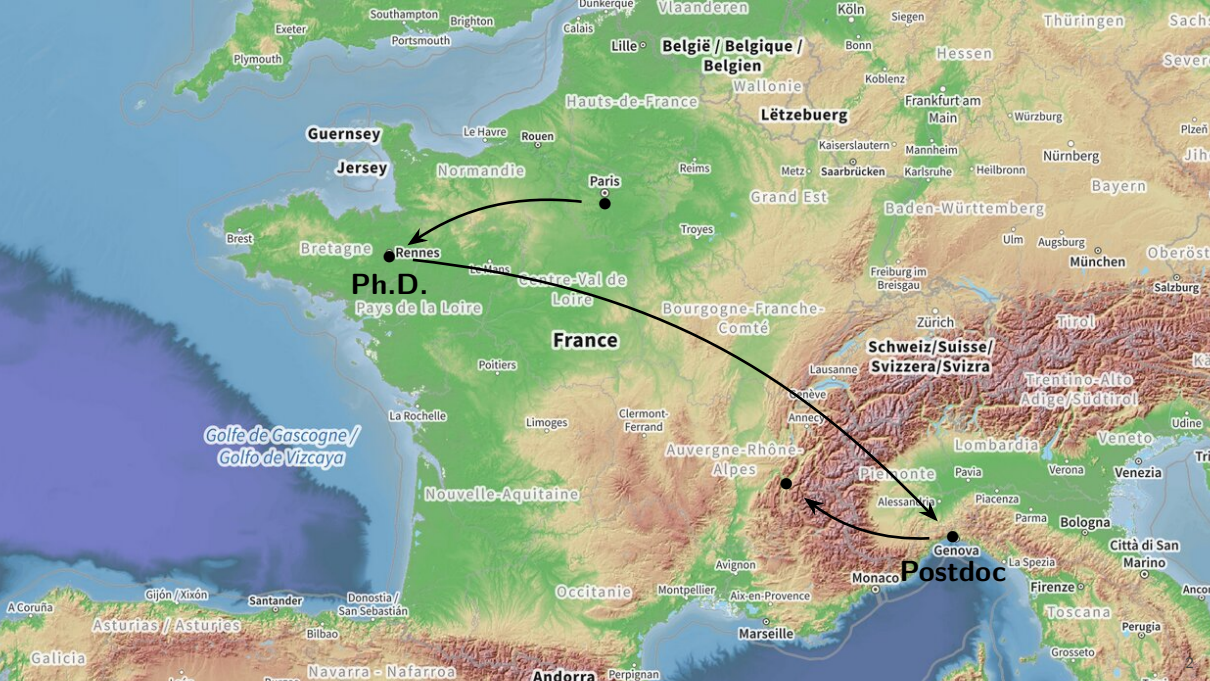 Dunkerque
Vlaanderen
Köln
Siegen
Thüringen
Southampton
Brighton
Exeter
Calais
Portsmouth
Lille
België / Belgique /
Belgien
Bonn
Hessen
Plymouth
Wallonie
Koblenz
Hauts-de-France
Frankfurt am
Main
Lëtzebuerg
Würzburg
Guernsey
Le Havre
Rouen
Kaiserslautern
Mannheim
Nürnberg
Jersey
Normandie
Reims
Metz
Saarbrücken
Karlsruhe
Heilbronn
Paris
Grand Est
Bayern
Baden-Württemberg
Brest
Bretagne
Rennes
Troyes
Ulm
Augsburg
München
Le Mans
Centre-Val de
Loire
Freiburg im
Breisgau
Salzburg
Ph.D.
Pays de la Loire
Bourgogne-Franche-
Comté
Zürich
Tirol
France
Schweiz/Suisse/
Svizzera/Svizra
Poitiers
Lausanne
Genève
Trentino-Alto
Adige/Südtirol
La Rochelle
Limoges
Clermont-
Ferrand
Annecy
Udine
Golfe de Gascogne /
Golfo de Vizcaya
Auvergne-Rhône-
Alpes
Lombardia
Veneto
Piemonte
Pavia
Verona
Venezia
Nouvelle-Aquitaine
Alessandria
Piacenza
Parma
Bologna
Genova
Città di San
Marino
Postdoc
La Spezia
Avignon
Monaco
Firenze
Occitanie
Montpellier
Aix-en-Provence
Toscana
A Coruña
Gijón / Xixón
Santander
Donostia /
San Sebastián
Asturias / Asturies
Bilbao
Marseille
Perugia
Galicia
Grosseto
Navarra - Nafarroa
Andorra
Perpignan
2